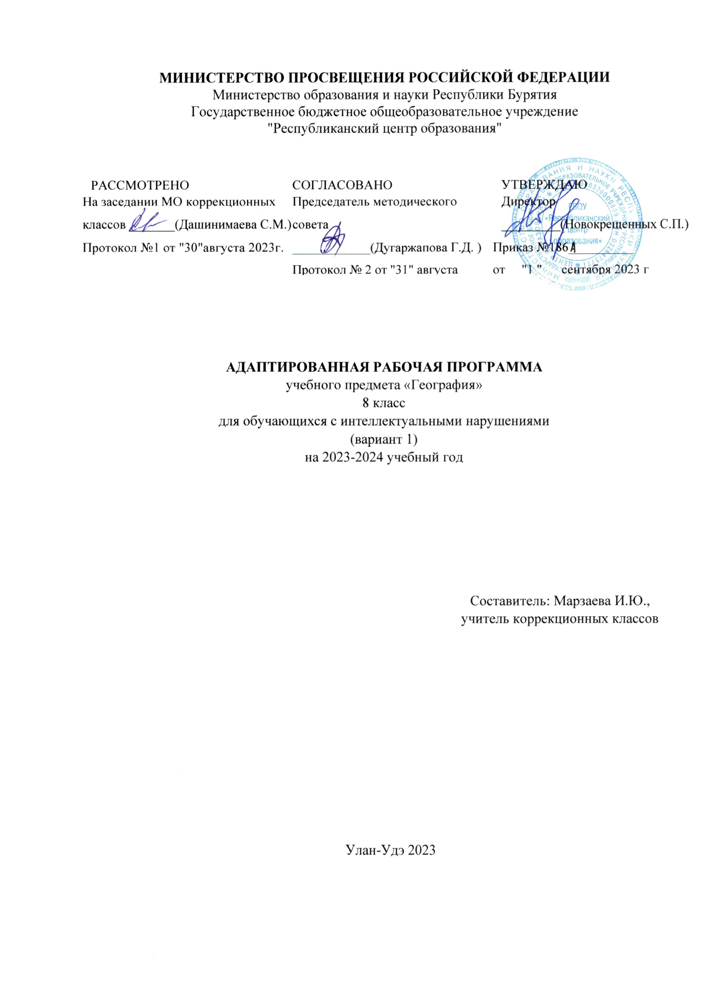 МИНИСТЕРСТВО ПРОСВЕЩЕНИЯ РОССИЙСКОЙ ФЕДЕРАЦИИ
Министерство образования и науки Республики Бурятия
Государственное бюджетное общеобразовательное учреждение
"Республиканский центр образования"
РАССМОТРЕНО
На заседании МО коррекционных
классов _______(Дашинимаева С.М.)
Протокол №1 от "30"августа 2023г.
СОГЛАСОВАНО
Председатель методического
совета
____________(Дугаржапова Г.Д. )
Протокол № 2 от "31" августа
УТВЕРЖДАЮ
Директор
_________(Новокрещенных С.П.)
Приказ №186А__________
от "1 " сентября 2023 г
ГБОУ
«Республиканский
центр
образования»
АДАПТИРОВАННАЯ РАБОЧАЯ ПРОГРАММА
учебного предмета «География»
8 класс
для обучающихся с интеллектуальными нарушениями
(вариант 1)
на 2023-2024 учебный год
Составитель: Марзаева И.Ю.,
учитель коррекционных классов
Улан-Удэ 2023